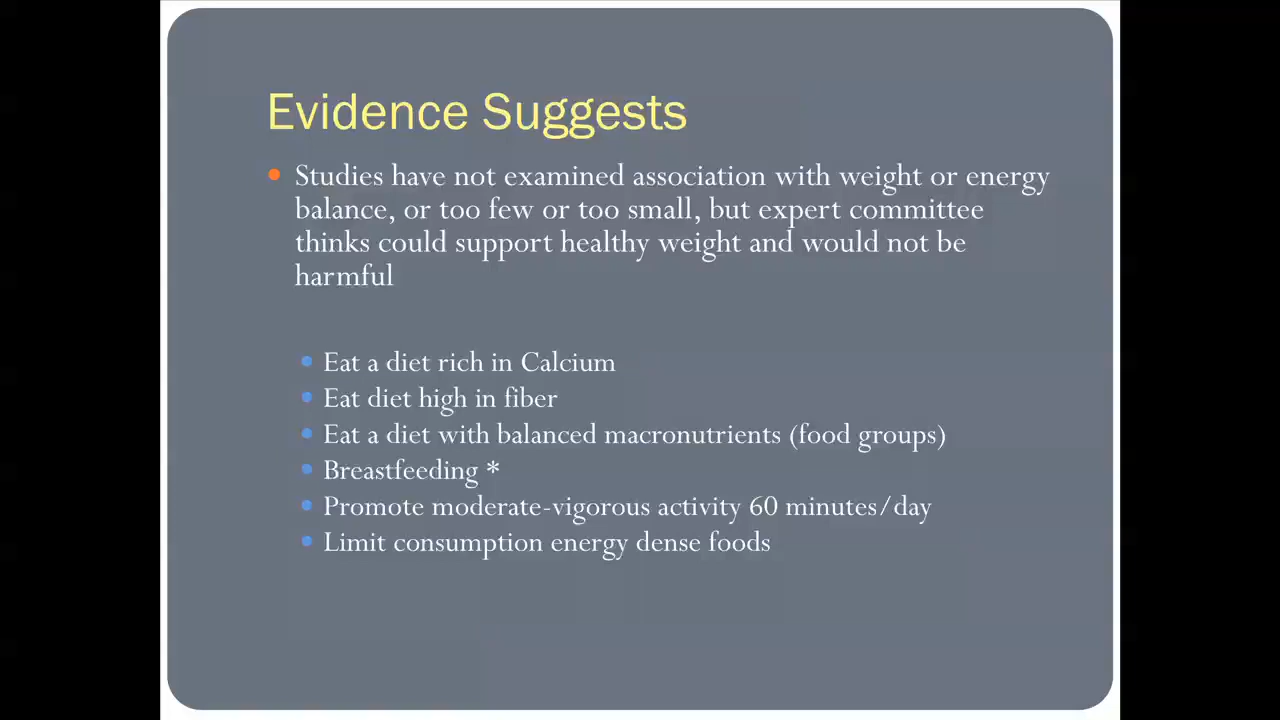 Evidence Suggests
Studies have not examined association with weight or energy
balance, or too few or too small, but expert committee
thinks could support healthy weight and would not be
harmful
Eat a diet rich in Calcium
Eat diet high in fiber
Eat a diet with balanced macronutrients (food groups)
Breastfeeding *
Promote moderate-vigorous activity 60 minutes/day
Limit consumption energy dense foods